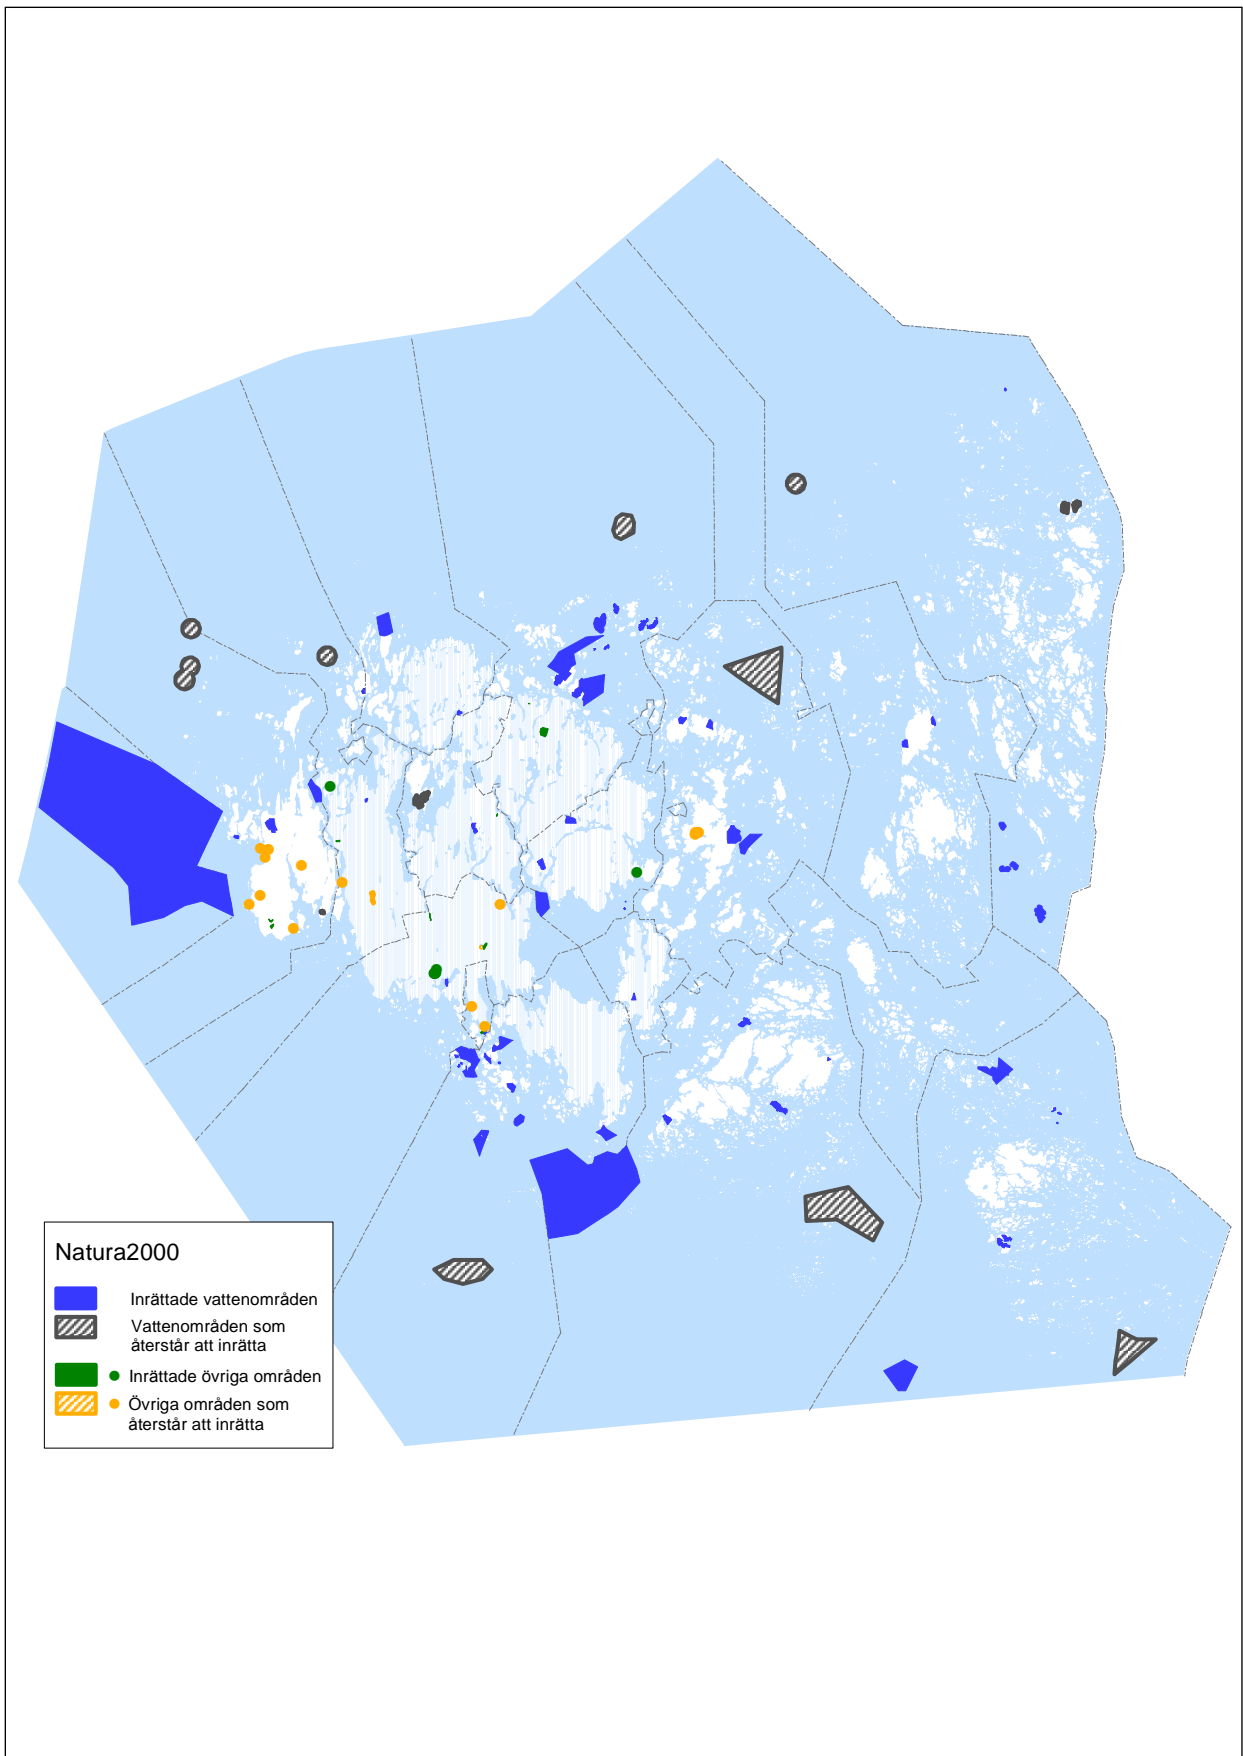 Natura2000
Inrättade vattenområden
Vattenområden som
återstår att inrätta
Inrättade övriga områden
Övriga områden som
återstår att inrätta